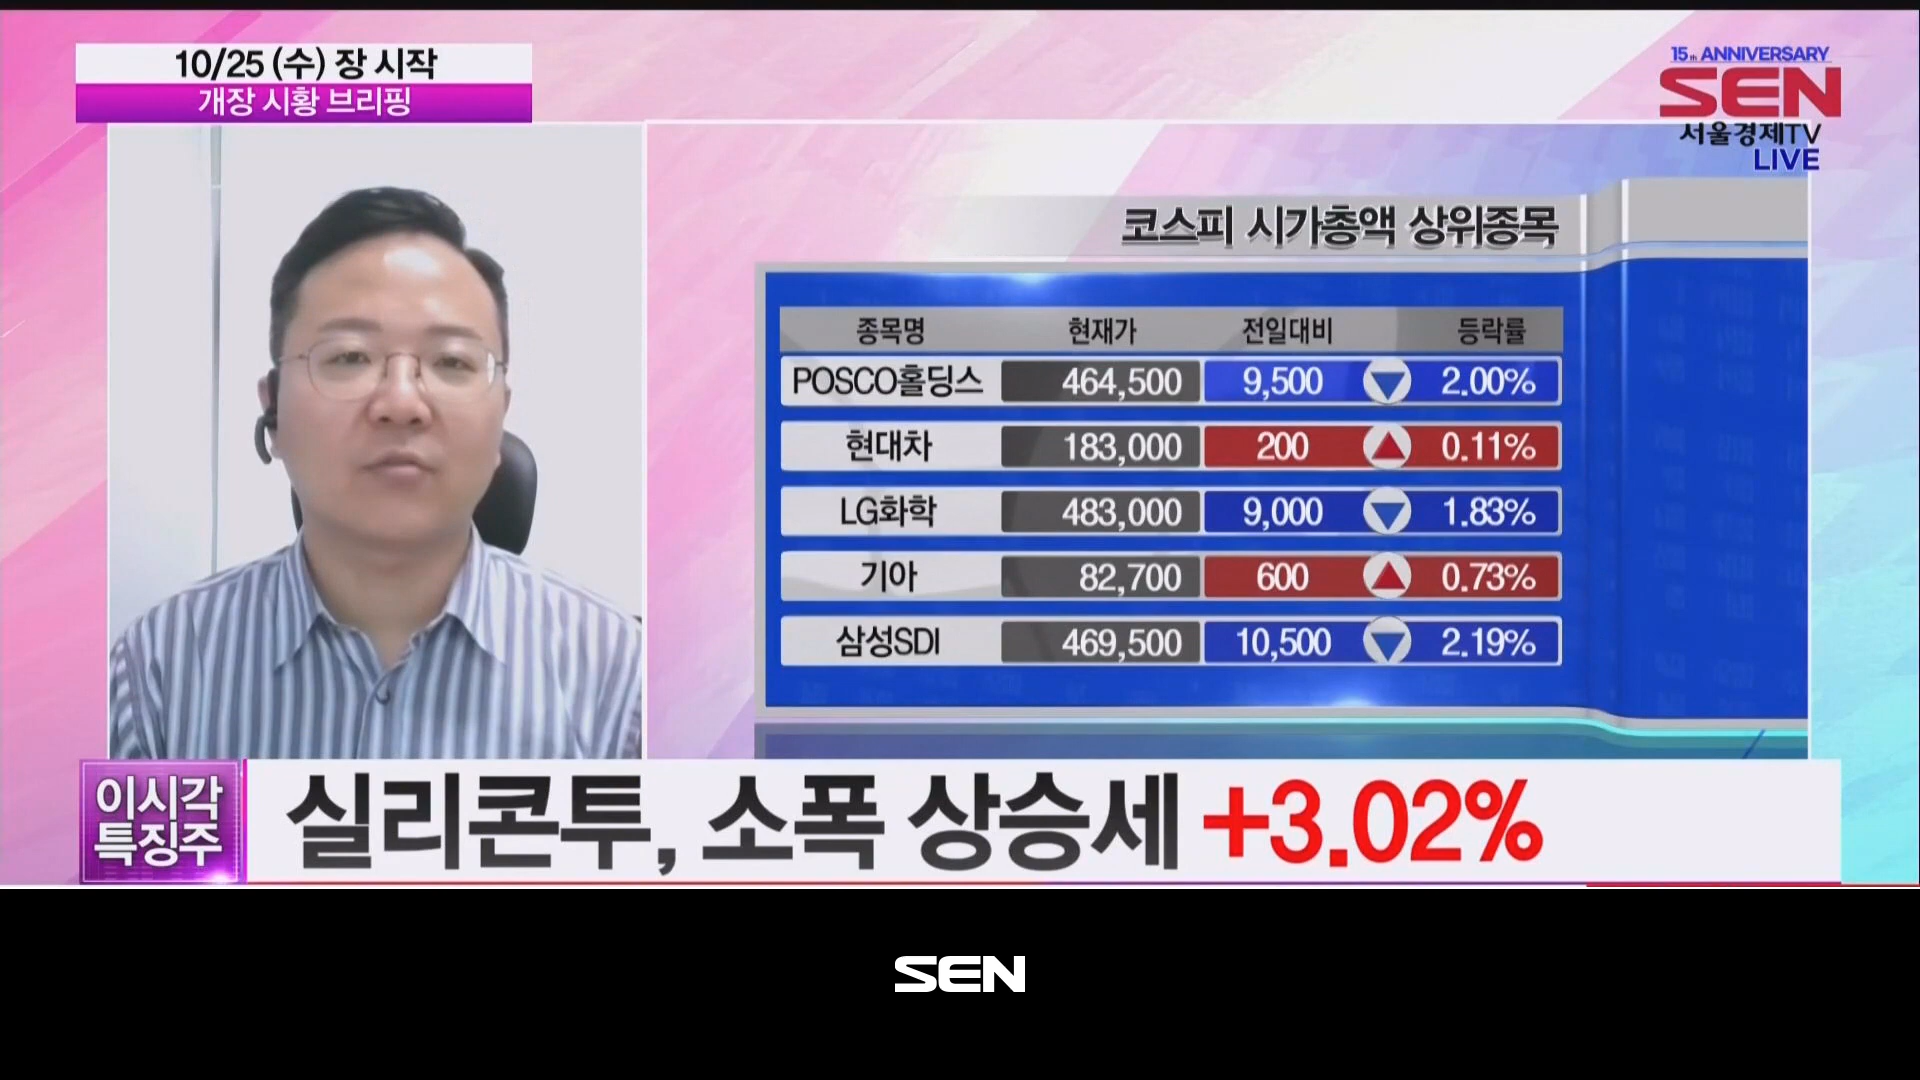 10/25 (수) 장 시작
개장 시황 브리핑
15th ANNIVERSARY
SEN
서울경제TV
LIVE
코스피 시가총액 상위종목
종목명 현재가 전일대비 등락률
POSCO홀딩스 464,500 9,500 ▼ 2.00%
현대차 183,000 200 ▲ 0.11%
LG화학 483,000 9,000 ▼ 1.83%
기아 82,700 600 ▲ 0.73%
삼성SDI 469,500 10,500 ▼ 2.19%
이시각
특징주
실리콘투, 소폭 상승세 +3.02%
SEN